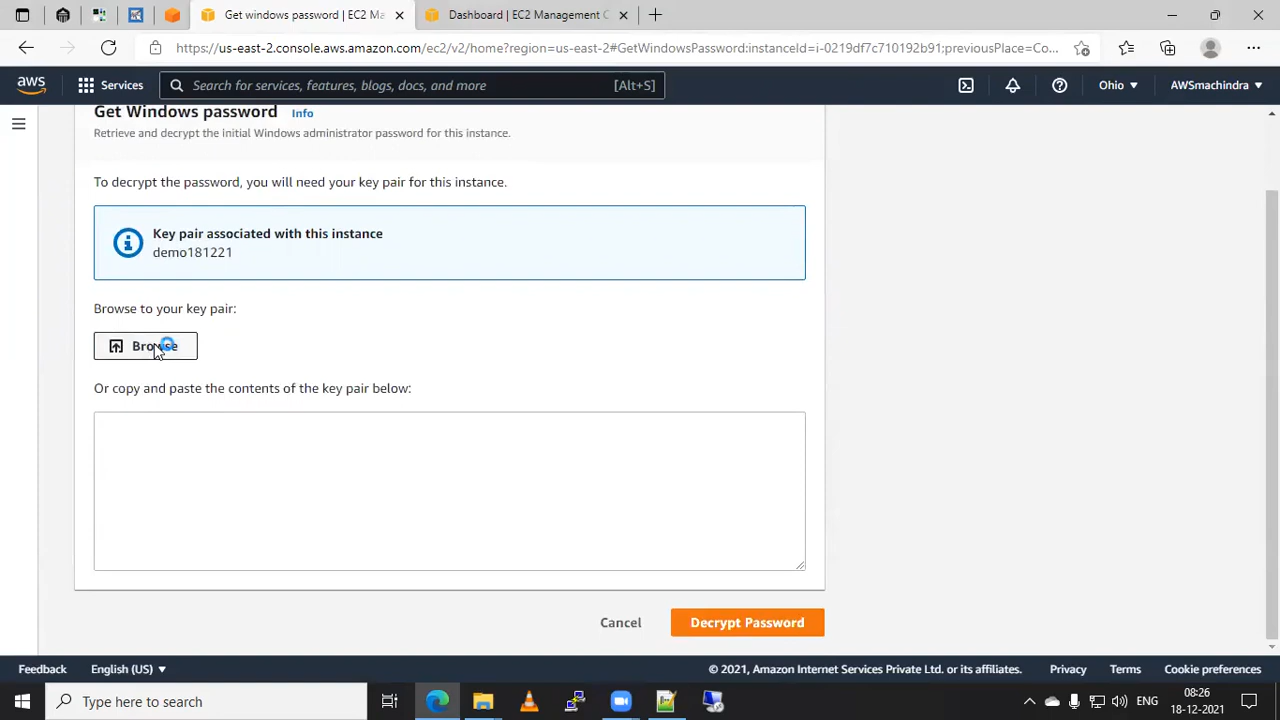 Get windows password | EC2 Ma
Dashboard | EC2 Management C
https://us-east-2.console.aws.amazon.com/ec2/v2/home?region=us-east-2#GetWindowsPassword:instanceId=i-0219df7c710192b91;previousPlace=Co...
aws
Services
Search for services, features, blogs, docs, and more
[Alt+S]
Ohio
AWSmachindra
Get Windows password Info
Retrieve and decrypt the initial Windows administrator password for this instance.
To decrypt the password, you will need your key pair for this instance.
Key pair associated with this instance
demo181221
Browse to your key pair:
Browse
Or copy and paste the contents of the key pair below:
Cancel
Decrypt Password
Feedback
English (US)
© 2021, Amazon Internet Services Private Ltd. or its affiliates.
Privacy
Terms
Cookie preferences
Type here to search
ENG
08:26
18-12-2021